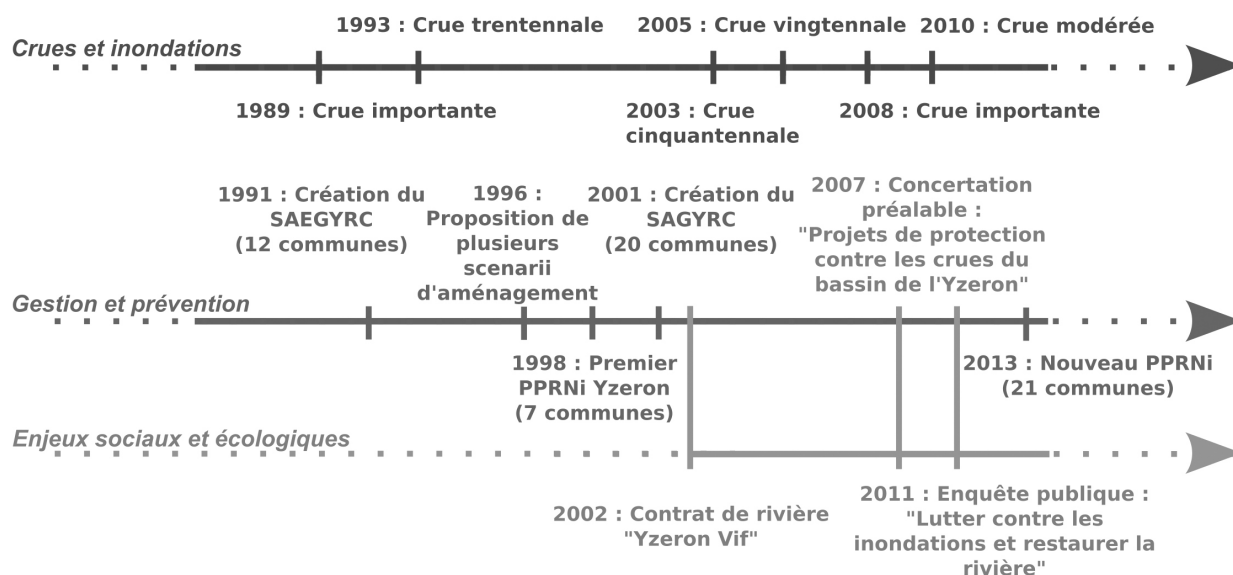 1993 : Crue trentennale
2005 : Crue vingtennale
2010 : Crue modérée
Crues et inondations
1989 : Crue importante
2003 : Crue
cinquantennale
2008 : Crue importante
1991 : Création du
SAEGYRC
(12 communes)
1996 :
Proposition de
plusieurs
scenarii
d'aménagement
2001 : Création du
SAGYRC
(20 communes)
2007 : Concertation
préalable :
"Projets de protection
contre les crues du
bassin de l'Yzeron"
Gestion et prévention
1998 : Premier
PPRNi Yzeron
(7 communes)
2013 : Nouveau PPRNi
(21 communes)
Enjeux sociaux et écologiques
2002 : Contrat de rivière
"Yzeron Vif"
2011 : Enquête publique :
"Lutter contre les
inondations et restaurer la
rivière"